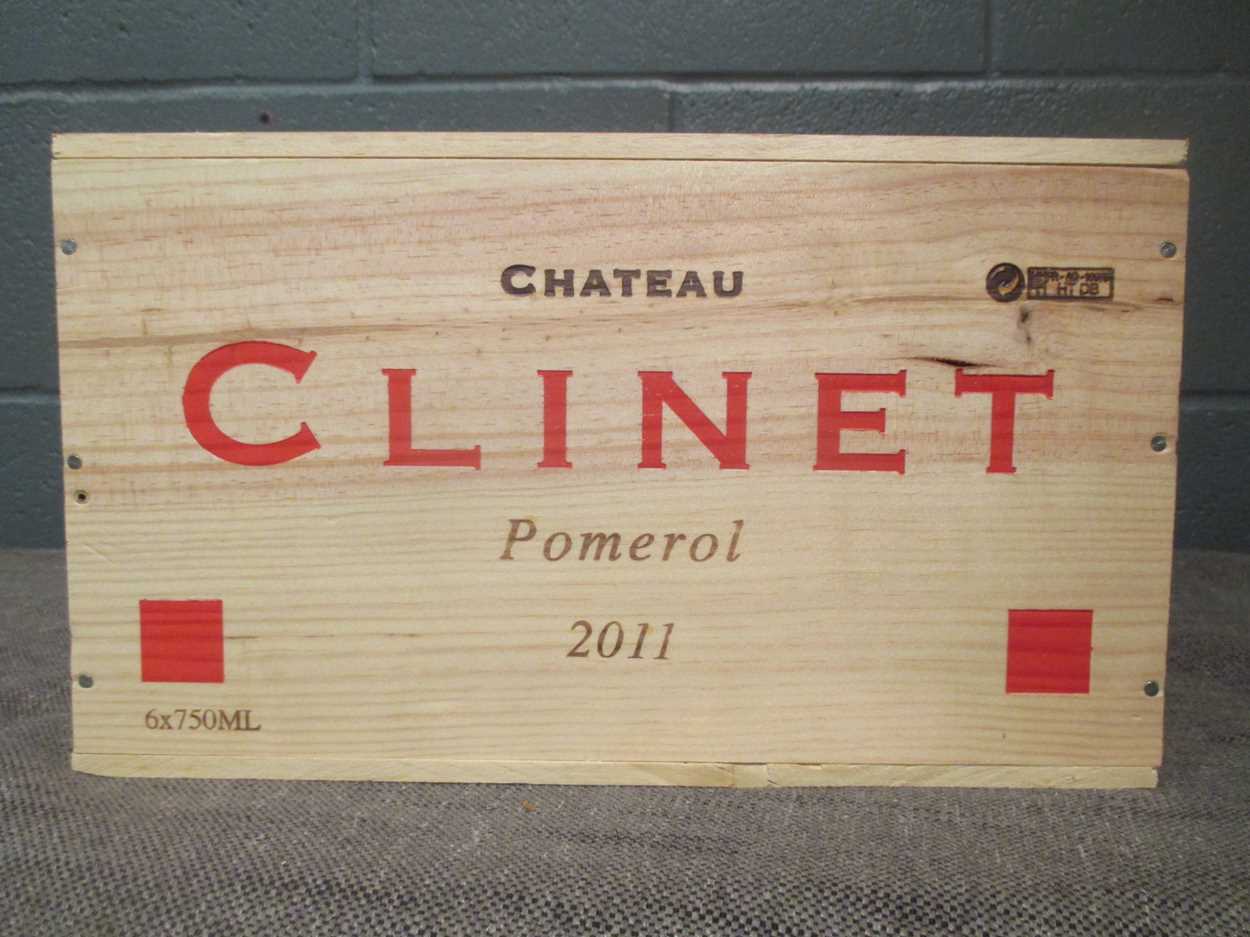 CHATEAU
CLINET
Pomerol
2011
6x750ML